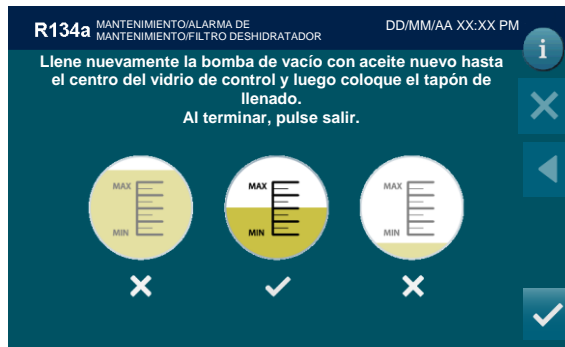 R134a
MANTENIMIENTO/ALARMA DE
MANTENIMIENTO/FILTRO DESHIDRATADOR
DD/MM/AA XX:XX PM
i
Llene nuevamente la bomba de vacío con aceite nuevo hasta
el centro del vidrio de control y luego coloque el tapón de
llenado.
Al terminar, pulse salir.
MAX
MIN
MAX
MIN
MAX
MIN